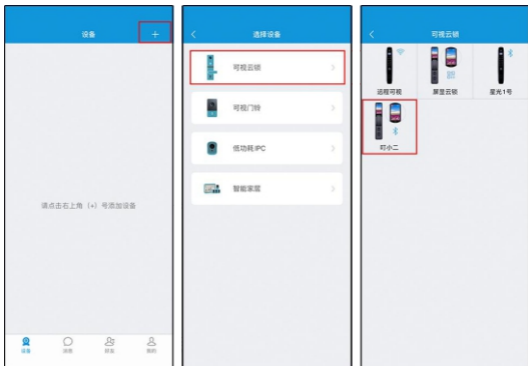 设备
+
请点击右上角 (+) 号添加设备
设备
消息
我的
选择设备
可视云锁
可视门铃
低功耗IPC
智能家居
可视云锁
远程可视
屏显云锁
星光1号
叮小二